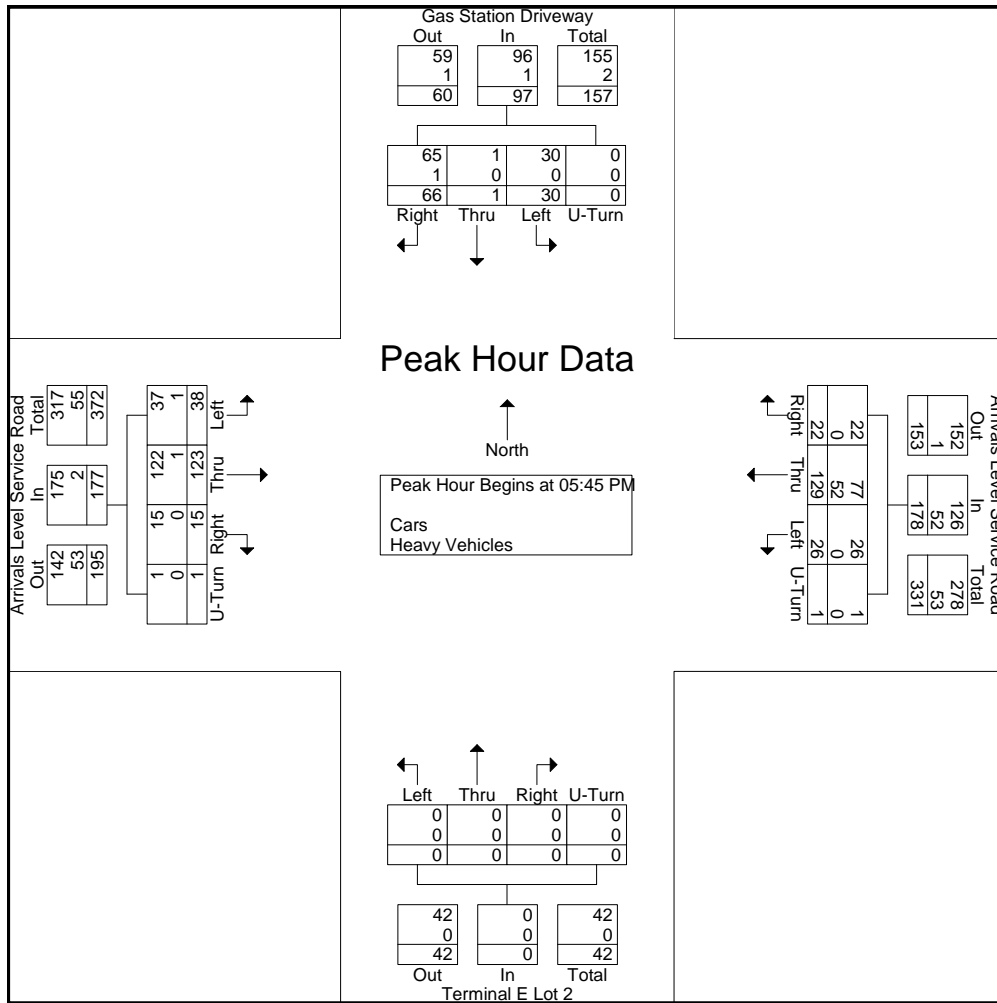 Gas Station Driveway
Out In Total
59 96 155
1 1 2
60 97 157
65 1 30 0
1 0 0 0
66 1 30 0
Right Thru Left U-Turn
Peak Hour Data
North
Peak Hour Begins at 05:45 PM
Cars
Heavy Vehicles
Arrivals Level Service Road
Out In Total
142 175 317
53 2 55
195 177 372
37 122 15 1
1 1 0 0
38 123 15 1
Left Thru Right U-Turn
Arrivals Level Service Road
Out In Total
152 126 278
1 52 53
153 178 331
22 77 26 1
0 52 0 0
22 129 26 1
Right Thru Left U-Turn
Left Thru Right U-Turn
0 0 0 0
0 0 0 0
0 0 0 0
42 0 42
0 0 0
42 0 42
Out In Total
Terminal E Lot 2